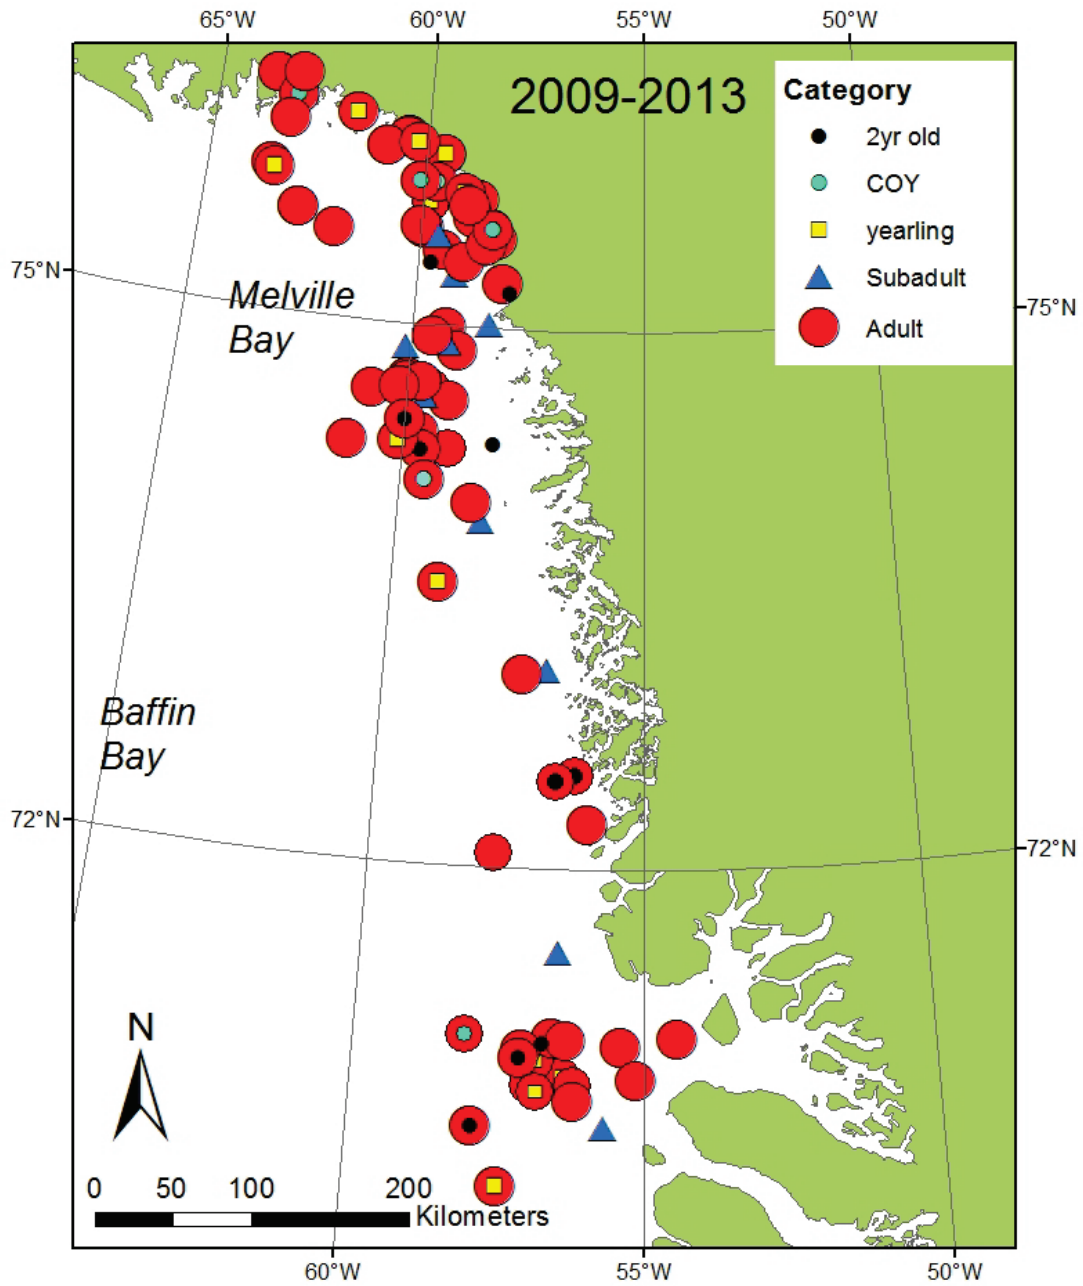 65°W 60°W 55°W 50°W
2009-2013
Category
2yr old
COY
yearling
Subadult
Adult
75°N
75°N
Melville
Bay
Baffin
Bay
72°N
72°N
N
0 50 100 200
Kilometers
60°W 55°W 50°W